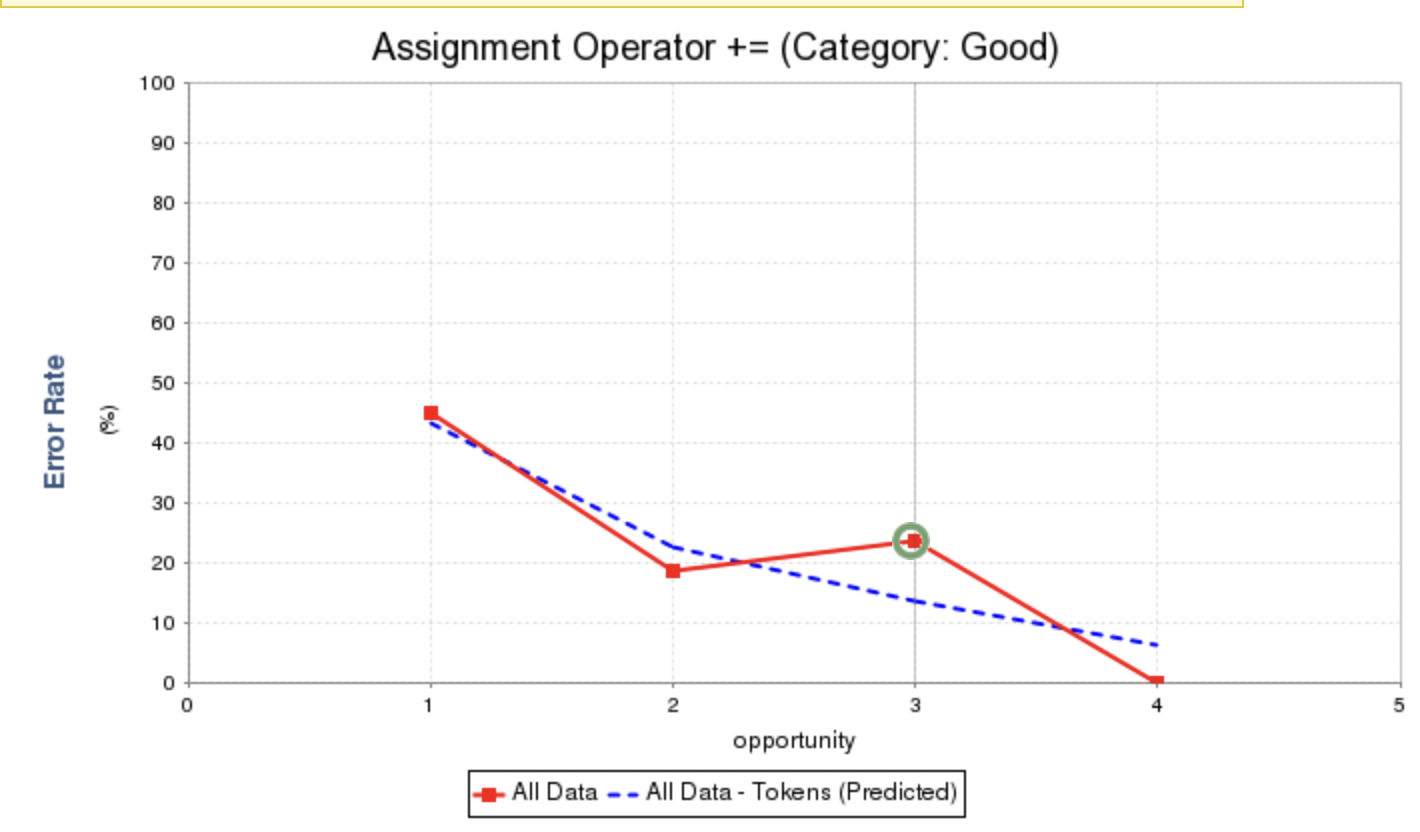 Assignment Operator += (Category: Good)
100
90
80
70
60
50
40
30
20
10
0
Error Rate
(%)
0 1 2 3 4 5
opportunity
All Data All Data - Tokens (Predicted)